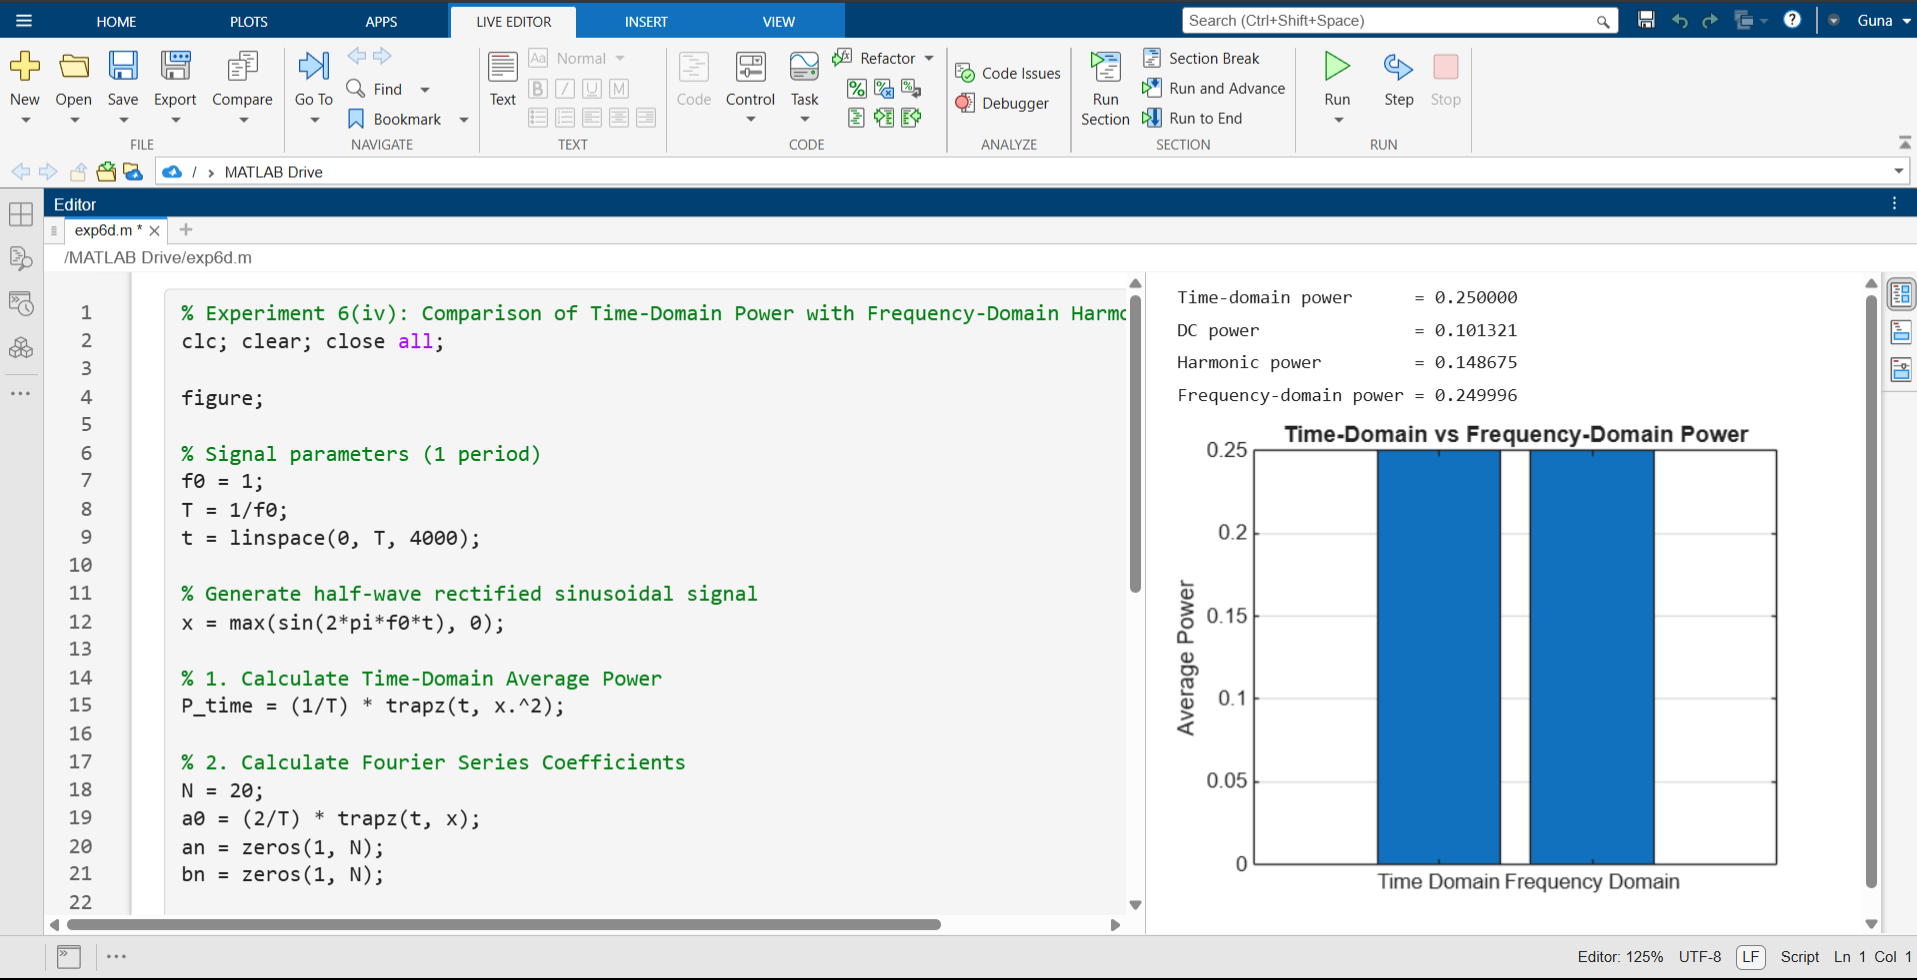 HOME PLOTS APPS LIVE EDITOR INSERT VIEW Search (Ctrl+Shift+Space) Guna
New Open Save Export Compare
FILE
Go To Find Bookmark
NAVIGATE
Text Aa Normal
B I U M
TEXT
Code Control Task Refactor
CODE
Code Issues
Debugger
ANALYZE
Run Section
Section Break
Run and Advance
Run to End
SECTION
Run Step Stop
RUN
/ › MATLAB Drive
Editor
exp6d.m * × +
/MATLAB Drive/exp6d.m
1 % Experiment 6(iv): Comparison of Time-Domain Power with Frequency-Domain Harmo
2 clc; clear; close all;
3
4 figure;
5
6 % Signal parameters (1 period)
7 f0 = 1;
8 T = 1/f0;
9 t = linspace(0, T, 4000);
10
11 % Generate half-wave rectified sinusoidal signal
12 x = max(sin(2*pi*f0*t), 0);
13
14 % 1. Calculate Time-Domain Average Power
15 P_time = (1/T) * trapz(t, x.^2);
16
17 % 2. Calculate Fourier Series Coefficients
18 N = 20;
19 a0 = (2/T) * trapz(t, x);
20 an = zeros(1, N);
21 bn = zeros(1, N);
22
Time-domain power = 0.250000
DC power = 0.101321
Harmonic power = 0.148675
Frequency-domain power = 0.249996
Time-Domain vs Frequency-Domain Power
Average Power
0.25
0.2
0.15
0.1
0.05
0
Time Domain Frequency Domain
Editor: 125% UTF-8 LF Script Ln 1 Col 1